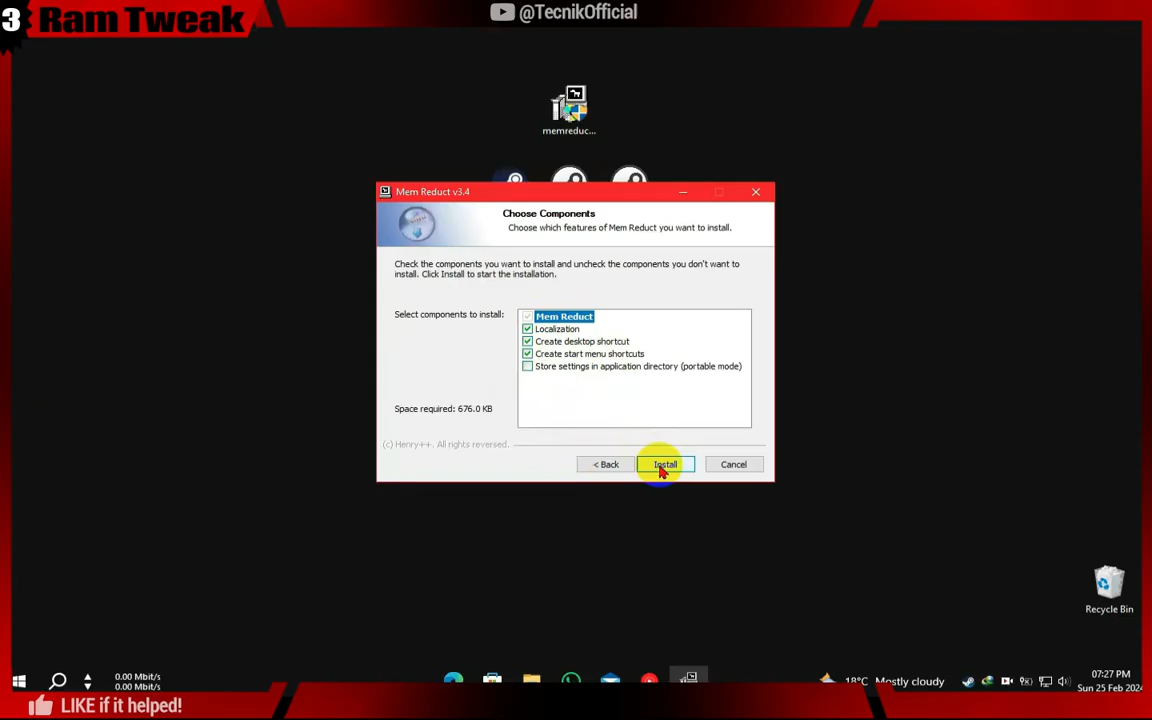 3 Ram Tweak
@TecnikOfficial
memreduc...
Mem Reduct v3.4
Choose Components
Choose which features of Mem Reduct you want to install.
Check the components you want to install and uncheck the components you don't want to
install. Click Install to start the installation.
Select components to install:
Mem Reduct
Localization
Create desktop shortcut
Create start menu shortcuts
Store settings in application directory (portable mode)
Space required: 676.0 KB
(c) Henry++. All rights reversed.
< Back
Install
Cancel
Recycle Bin
0.00 Mbit/s
0.00 Mbit/s
18°C Mostly cloudy
07:27 PM
Sun 25 Feb 2024
LIKE if it helped!